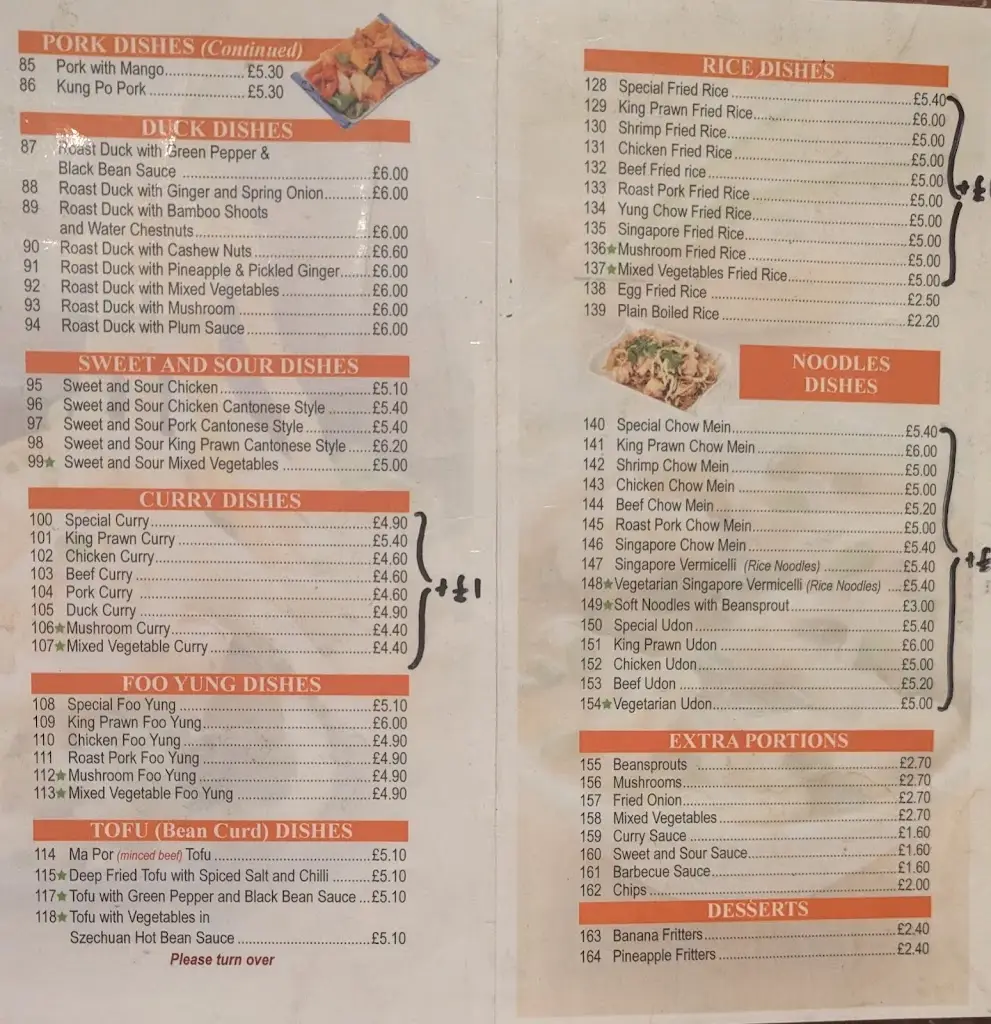 PORK DISHES (Continued)
85 Pork with Mango.................... £5.30
86 Kung Po Pork ........................ £5.30
DUCK DISHES
87 Roast Duck with Green Pepper &
Black Bean Sauce ................................................£6.00
88 Roast Duck with Ginger and Spring Onion............£6.00
89 Roast Duck with Bamboo Shoots
and Water Chestnuts............................................£6.00
90 Roast Duck with Cashew Nuts .............................£6.60
91 Roast Duck with Pineapple & Pickled Ginger.......£6.00
92 Roast Duck with Mixed Vegetables ......................£6.00
93 Roast Duck with Mushroom .................................£6.00
94 Roast Duck with Plum Sauce...............................£6.00
SWEET AND SOUR DISHES
95 Sweet and Sour Chicken ......................................£5.10
96 Sweet and Sour Chicken Cantonese Style ...........£5.40
97 Sweet and Sour Pork Cantonese Style.................£5.40
98 Sweet and Sour King Prawn Cantonese Style......£6.20
99★ Sweet and Sour Mixed Vegetables ......................£5.00
CURRY DISHES
100 Special Curry.......................................................£4.90
101 King Prawn Curry ................................................£5.40
102 Chicken Curry......................................................£4.60
103 Beef Curry ...........................................................£4.60
104 Pork Curry ...........................................................£4.60
105 Duck Curry ..........................................................£4.90
106★Mushroom Curry..................................................£4.40
107★Mixed Vegetable Curry ........................................£4.40
+£1
FOO YUNG DISHES
108 Special Foo Yung .................................................£5.10
109 King Prawn Foo Yung...........................................£6.00
110 Chicken Foo Yung ................................................£4.90
111 Roast Pork Foo Yung ...........................................£4.90
112★Mushroom Foo Yung ............................................£4.90
113★Mixed Vegetable Foo Yung ..................................£4.90
TOFU (Bean Curd) DISHES
114 Ma Por (minced beef) Tofu ......................................£5.10
115★Deep Fried Tofu with Spiced Salt and Chilli .........£5.10
117★Tofu with Green Pepper and Black Bean Sauce ...£5.10
118★Tofu with Vegetables in
Szechuan Hot Bean Sauce .................................£5.10
Please turn over
RICE DISHES
128 Special Fried Rice ..............................................£5.40
129 King Prawn Fried Rice........................................£6.00
130 Shrimp Fried Rice...............................................£5.00
131 Chicken Fried Rice .............................................£5.00
132 Beef Fried rice ....................................................£5.00
133 Roast Pork Fried Rice ........................................£5.00
134 Yung Chow Fried Rice........................................£5.00
135 Singapore Fried Rice..........................................£5.00
136★Mushroom Fried Rice .........................................£5.00
137★Mixed Vegetables Fried Rice..............................£5.00
138 Egg Fried Rice ...................................................£2.50
139 Plain Boiled Rice ................................................£2.20
+£
NOODLES
DISHES
140 Special Chow Mein.............................................£5.40
141 King Prawn Chow Mein ......................................£6.00
142 Shrimp Chow Mein .............................................£5.00
143 Chicken Chow Mein ...........................................£5.00
144 Beef Chow Mein .................................................£5.20
145 Roast Pork Chow Mein.......................................£5.00
146 Singapore Chow Mein ........................................£5.40
147 Singapore Vermicelli (Rice Noodles) .....................£5.40
148★Vegetarian Singapore Vermicelli (Rice Noodles) ....£5.40
149★Soft Noodles with Beansprout............................£3.00
150 Special Udon ......................................................£5.40
151 King Prawn Udon ...............................................£6.00
152 Chicken Udon.....................................................£5.00
153 Beef Udon ..........................................................£5.20
154★Vegetarian Udon.................................................£5.00
+£
EXTRA PORTIONS
155 Beansprouts .....................................................£2.70
156 Mushrooms.........................................................£2.70
157 Fried Onion.........................................................£2.70
158 Mixed Vegetables ...............................................£2.70
159 Curry Sauce .......................................................£1.60
160 Sweet and Sour Sauce.......................................£1.60
161 Barbecue Sauce.................................................£1.60
162 Chips ..................................................................£2.00
DESSERTS
163 Banana Fritters...................................................£2.40
164 Pineapple Fritters ...............................................£2.40